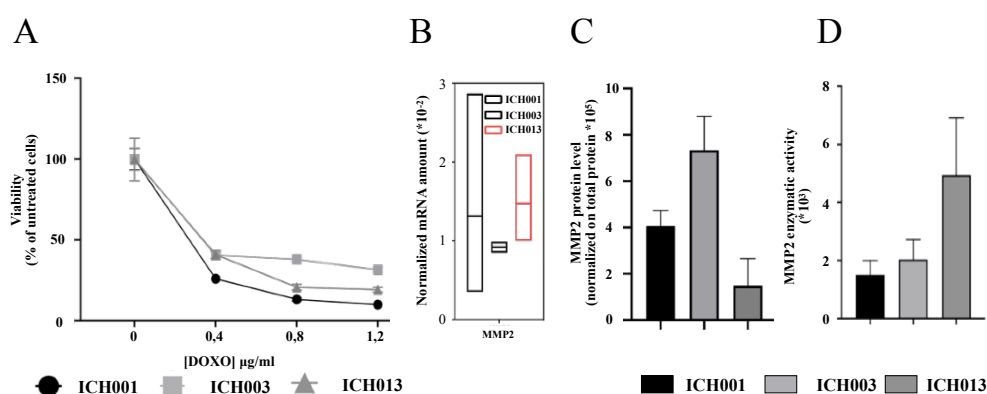 A
Viability
(% of untreated cells)
150
100
50
0
0
0,4
0,8
1,2
[DOXO] µg/ml
ICH001
ICH003
ICH013
B
Normalized mRNA amount (*10-2)
3
2
1
0
ICH001
ICH003
ICH013
MMP2
C
MMP2 protein level
(normalized on total protein *10⁵)
10
8
6
4
2
0
D
MMP2 enzymatic activity
(*10³)
8
6
4
2
0
ICH001
ICH003
ICH013